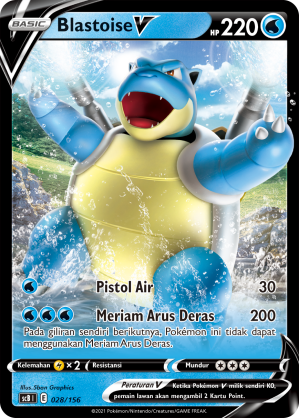 BASIC
Blastoise V
HP 220
Pistol Air 30
Meriam Arus Deras 200
Pada giliran sendiri berikutnya, Pokémon ini tidak dapat
menggunakan Meriam Arus Deras.
Kelemahan ×2 Resistansi Mundur
Illus. 5ban Graphics
sc8 I E 028/156
Peraturan V
Ketika Pokémon V milik sendiri KO,
pemain lawan akan mengambil 2 Kartu Point.
©2021 Pokémon/Nintendo/Creatures/GAME FREAK.